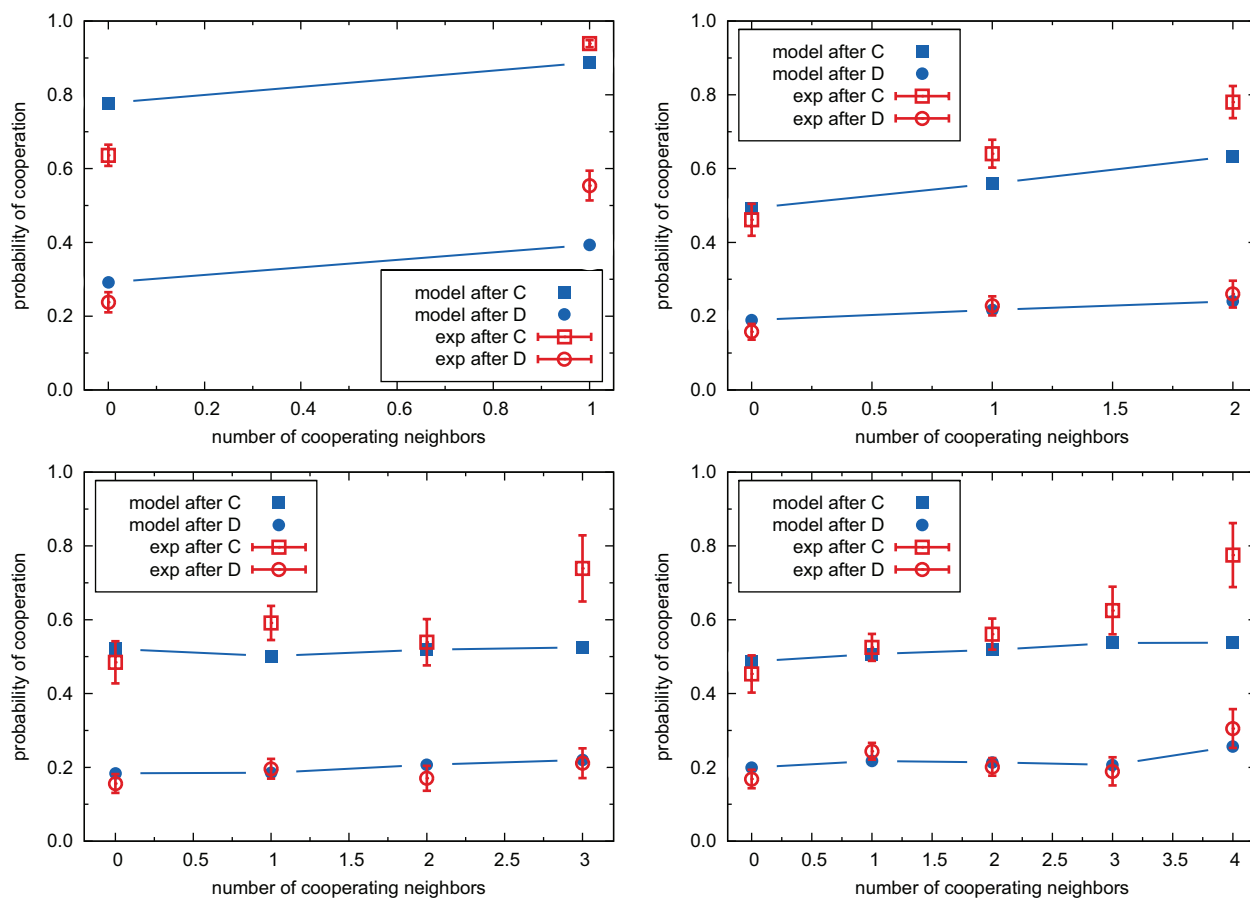 1.0
0.8
0.6
0.4
0.2
0.0
probability of cooperation
model after C
model after D
exp after C
exp after D
0 0.2 0.4 0.6 0.8 1
number of cooperating neighbors
1.0
0.8
0.6
0.4
0.2
0.0
probability of cooperation
model after C
model after D
exp after C
exp after D
0 0.5 1 1.5 2
number of cooperating neighbors
1.0
0.8
0.6
0.4
0.2
0.0
probability of cooperation
model after C
model after D
exp after C
exp after D
0 0.5 1 1.5 2 2.5 3
number of cooperating neighbors
1.0
0.8
0.6
0.4
0.2
0.0
probability of cooperation
model after C
model after D
exp after C
exp after D
0 0.5 1 1.5 2 2.5 3 3.5 4
number of cooperating neighbors